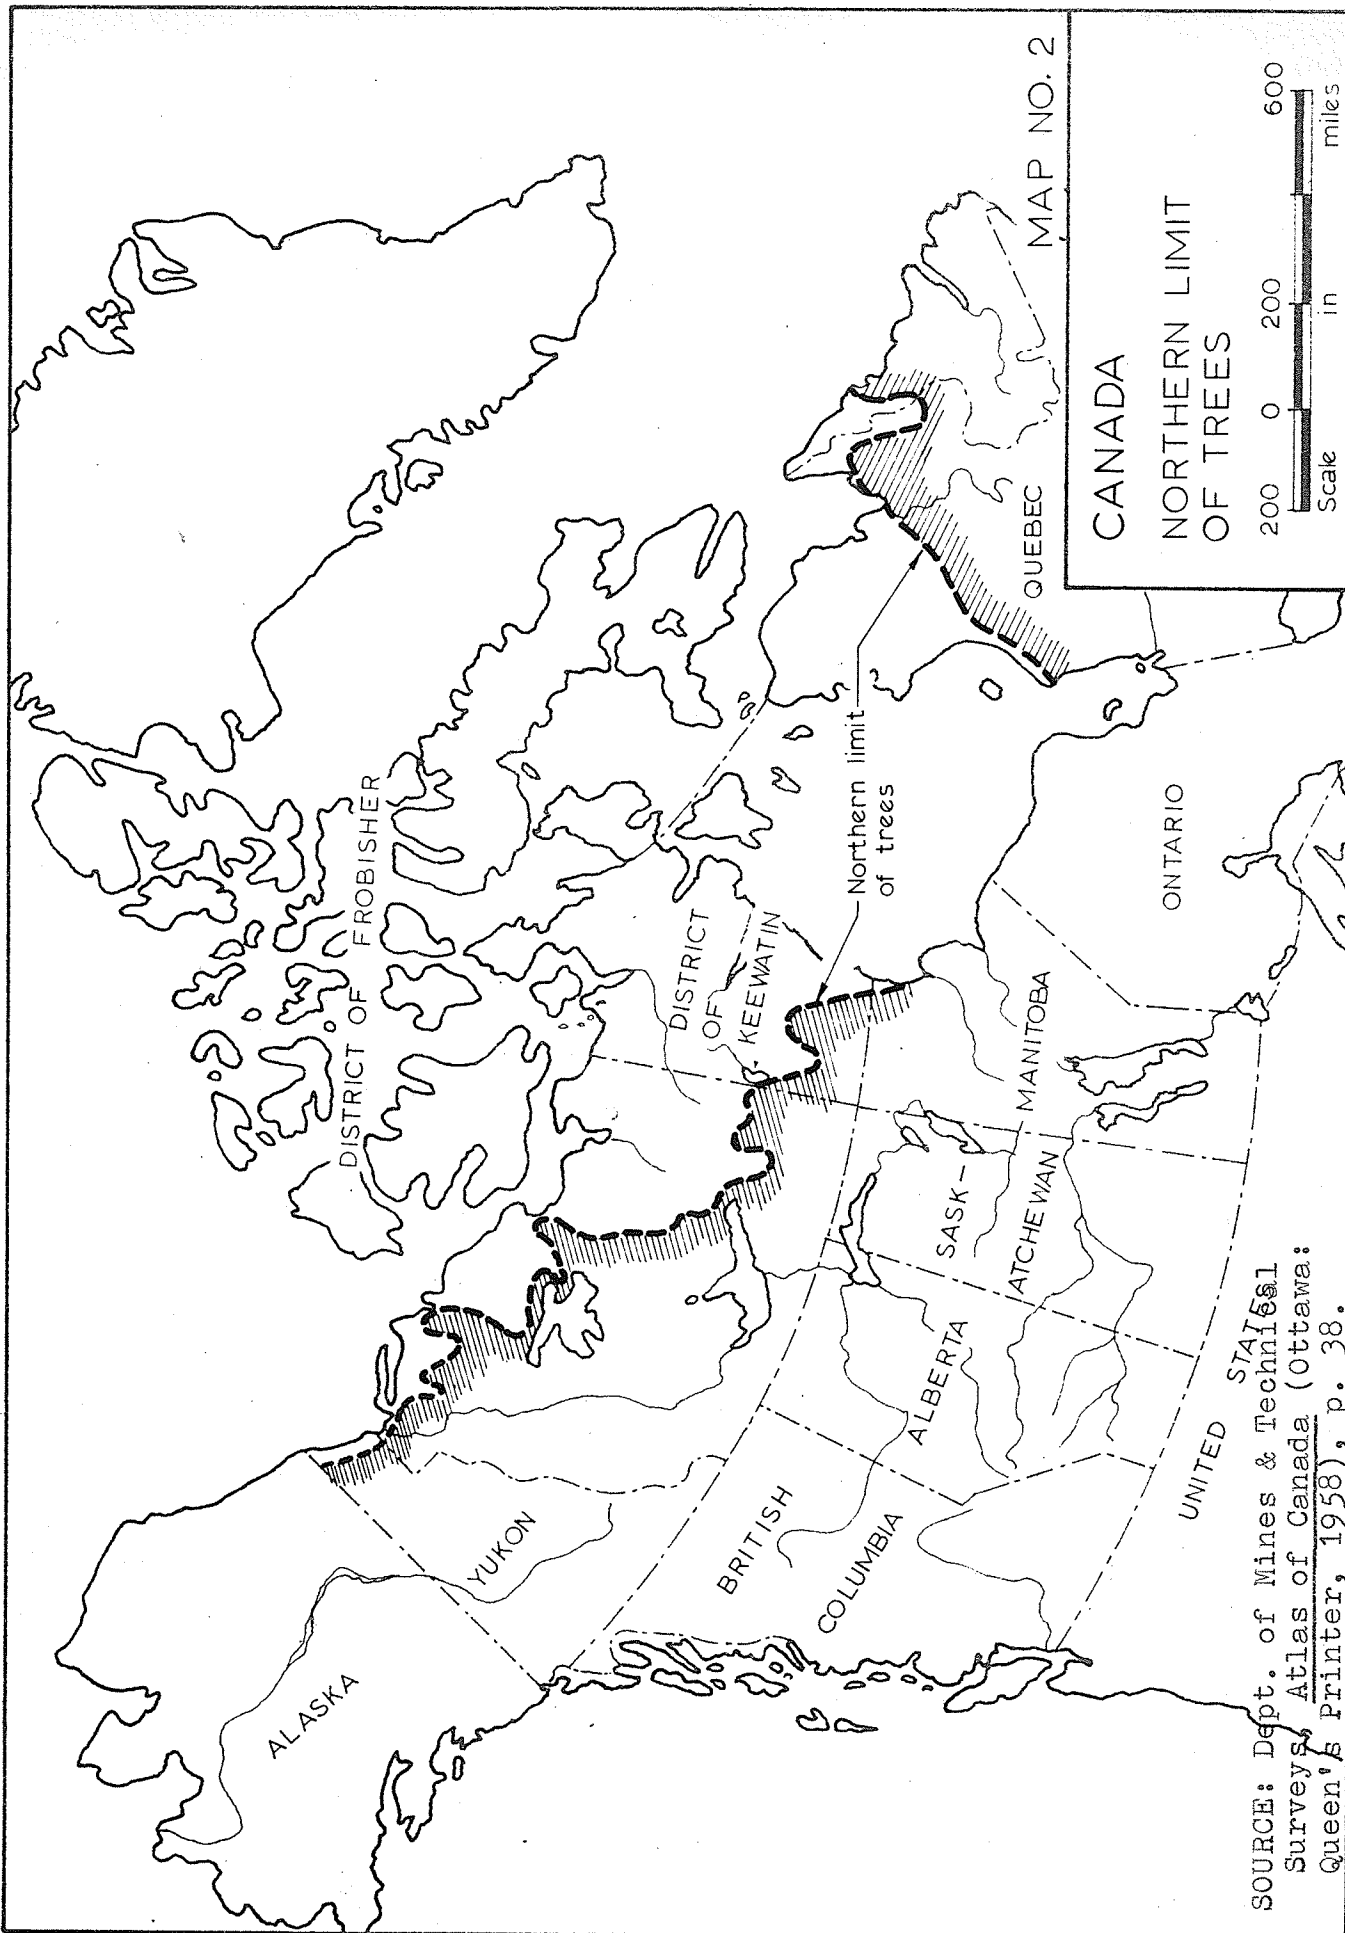 MAP NO. 2
CANADA
NORTHERN LIMIT
OF TREES
200 0 200 600
Scale in miles
DISTRICT OF FROBISHER
DISTRICT
OF
KEEWATIN
Northern limit
of trees
ALASKA
YUKON
BRITISH
COLUMBIA
ALBERTA
SASK-
ATCHEWAN
MANITOBA
ONTARIO
QUEBEC
UNITED STATES
SOURCE: Dept. of Mines & Technical
Surveys, Atlas of Canada (Ottawa:
Queen's Printer, 1958), p. 38.